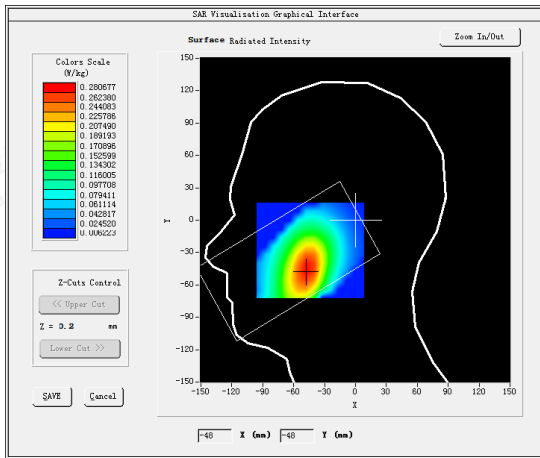 SAR Visualisation Graphical Interface
Surface Radiated Intensity
Zoom In/Out
Colors Scale
(W/kg)
0.280677
0.262380
0.244083
0.225786
0.207490
0.189193
0.170896
0.152599
0.134302
0.116005
0.097708
0.079411
0.061114
0.042817
0.024520
0.006223
Z-Cuts Control
<< Upper Cut
Z = 0.2 mm
Lower Cut >>
SAVE Cancel
150
120
90
60
30
0
-30
-60
-90
-120
-150
Y
-150 -120 -90 -60 -30 0 30 60 90 120 150
X
-48 X (mm) -48 Y (mm)